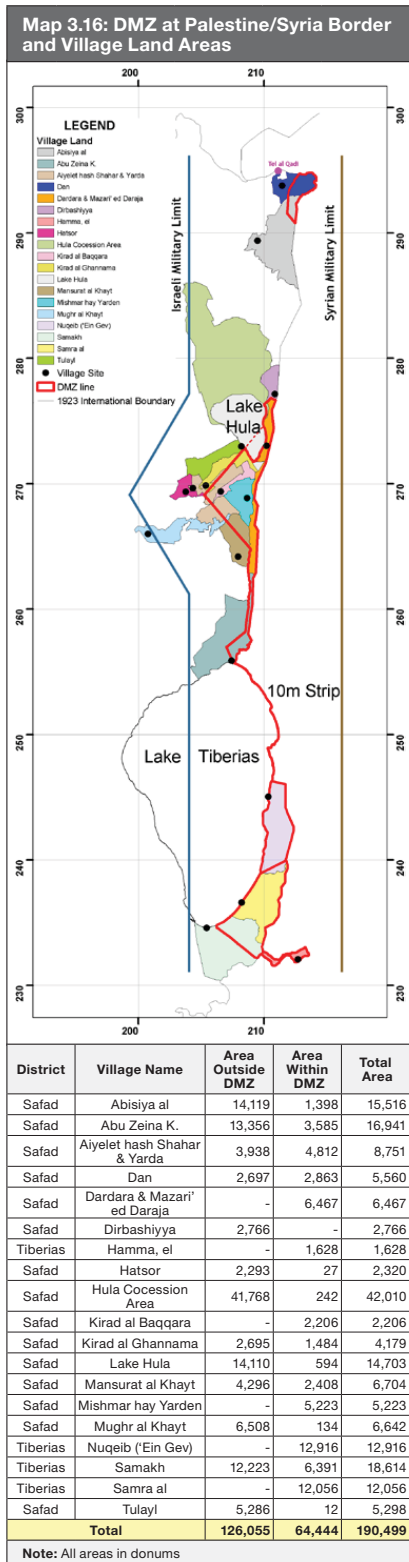 Map 3.16: DMZ at Palestine/Syria Border
and Village Land Areas
200 210
300
290
280
270
260
250
240
230
LEGEND
Village Land
Abisiya al
Abu Zeina K.
Aiyelet hash Shahar & Yarda
Dan
Dardara & Mazari' ed Daraja
Dirbashiyya
Hamma, el
Hatsor
Hula Cocession Area
Kirad al Baqqara
Kirad al Ghannama
Lake Hula
Mansurat al Khayt
Mishmar hay Yarden
Mughr al Khayt
Nuqeib ('Ein Gev)
Samakh
Samra al
Tulayl
Village Site
DMZ line
1923 International Boundary
Israeli Military Limit
Syrian Military Limit
Tel al Qadi
Lake
Hula
10m Strip
Lake Tiberias
300
290
280
270
260
250
240
230
200 210
District Village Name Area Outside DMZ Area Within DMZ Total Area
Safad Abisiya al 14,119 1,398 15,516
Safad Abu Zeina K. 13,356 3,585 16,941
Safad Aiyelet hash Shahar & Yarda 3,938 4,812 8,751
Safad Dan 2,697 2,863 5,560
Safad Dardara & Mazari' ed Daraja - 6,467 6,467
Safad Dirbashiyya 2,766 - 2,766
Tiberias Hamma, el - 1,628 1,628
Safad Hatsor 2,293 27 2,320
Safad Hula Cocession Area 41,768 242 42,010
Safad Kirad al Baqqara - 2,206 2,206
Safad Kirad al Ghannama 2,695 1,484 4,179
Safad Lake Hula 14,110 594 14,703
Safad Mansurat al Khayt 4,296 2,408 6,704
Safad Mishmar hay Yarden - 5,223 5,223
Safad Mughr al Khayt 6,508 134 6,642
Tiberias Nuqeib ('Ein Gev) - 12,916 12,916
Tiberias Samakh 12,223 6,391 18,614
Tiberias Samra al - 12,056 12,056
Safad Tulayl 5,286 12 5,298
Total 126,055 64,444 190,499
Note: All areas in donums